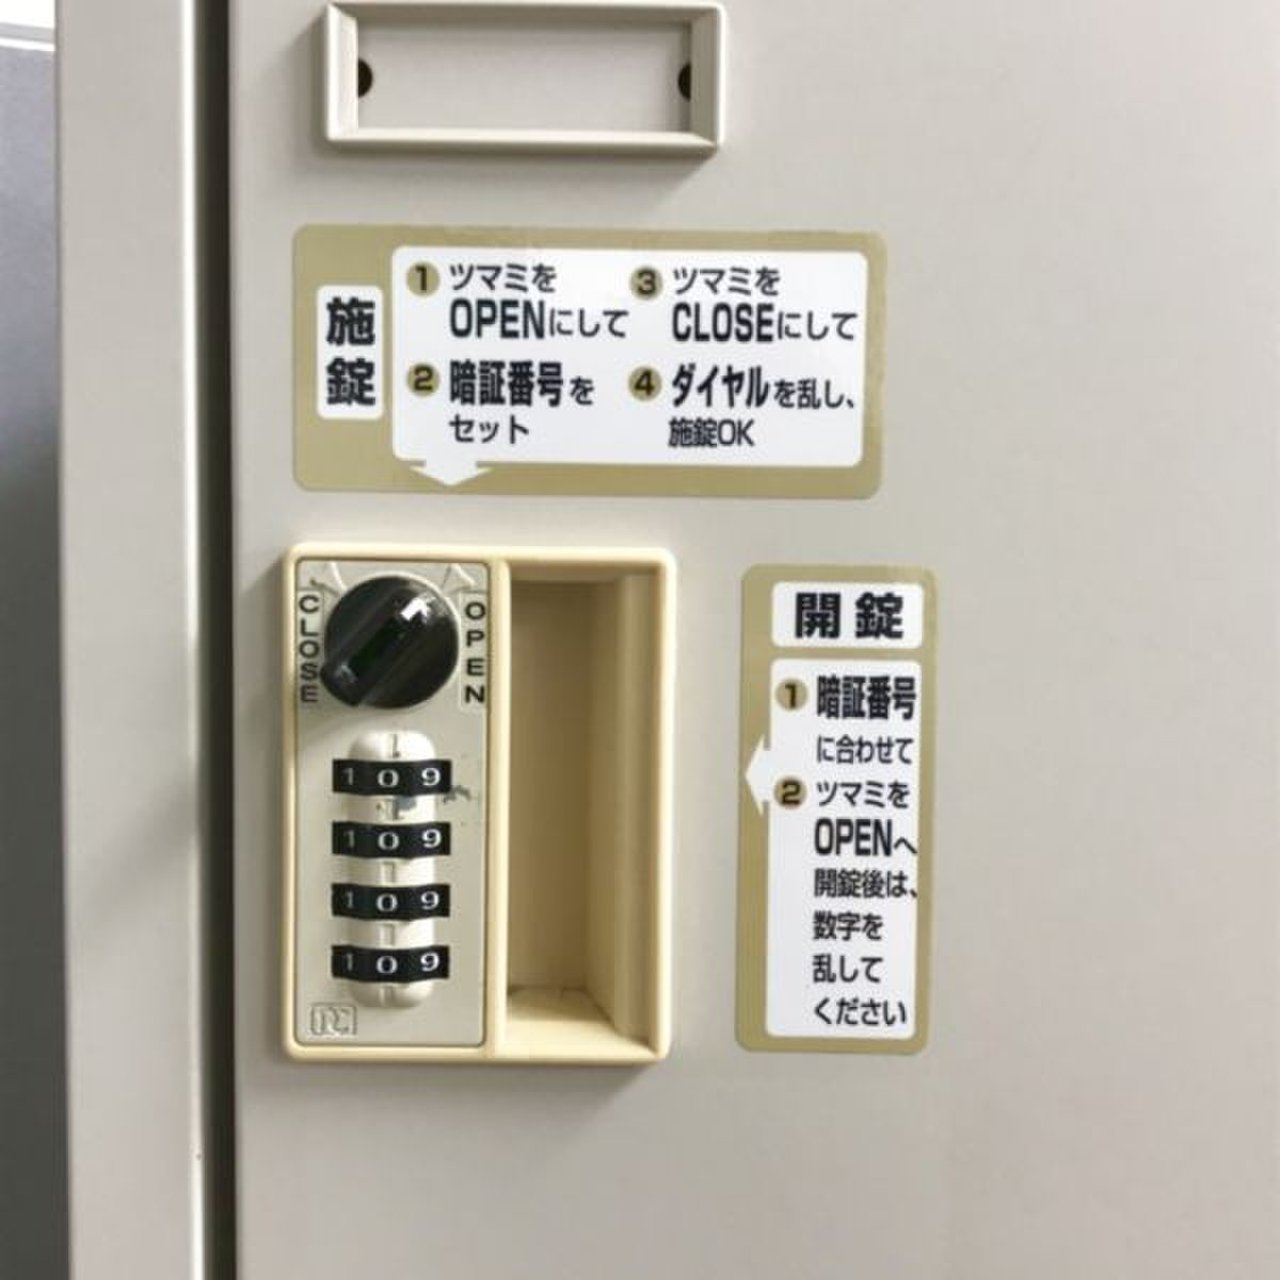 施錠
1 ツマミを
OPENにして
2 暗証番号を
セット
3 ツマミを
CLOSEにして
4 ダイヤルを乱し、
施錠OK
CLOSE
OPEN
1 0 9
1 0 9
1 0 9
1 0 9
開錠
1 暗証番号
に合わせて
2 ツマミを
OPENへ
開錠後は、
数字を
乱して
ください